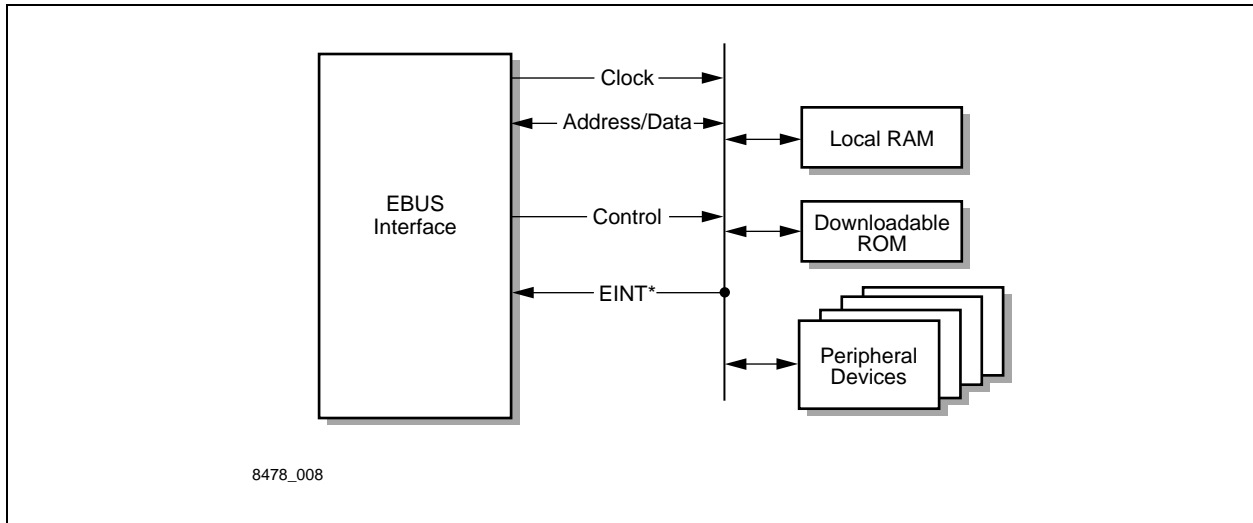 Clock
Address/Data
Local RAM
EBUS
Interface
Control
Downloadable
ROM
EINT*
Peripheral
Devices
8478_008